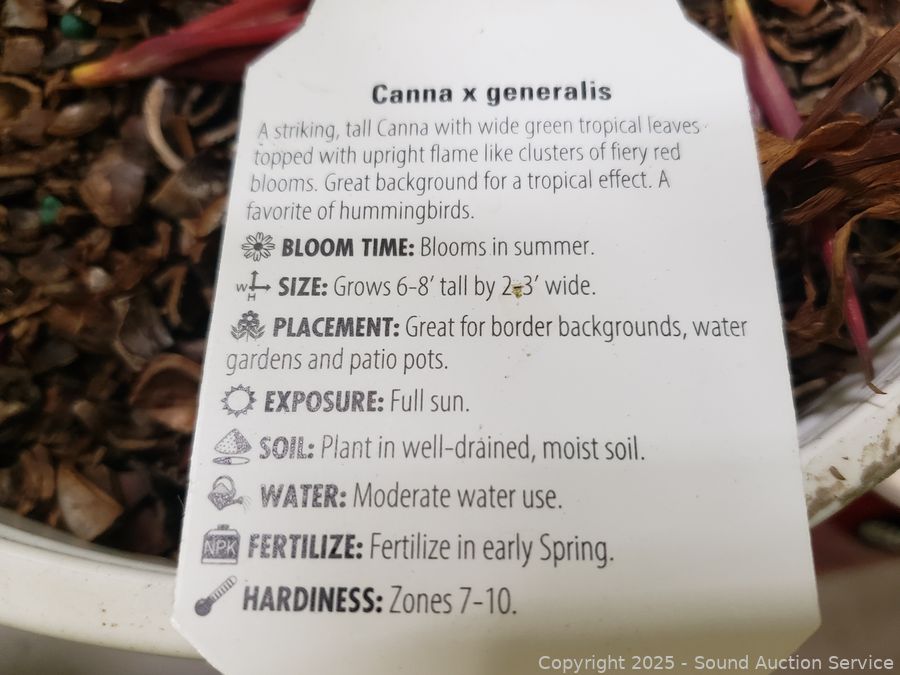 Canna x generalis
A striking, tall Canna with wide green tropical leaves
topped with upright flame like clusters of fiery red
blooms. Great background for a tropical effect. A
favorite of hummingbirds.
BLOOM TIME: Blooms in summer.
W H SIZE: Grows 6-8' tall by 2-3' wide.
PLACEMENT: Great for border backgrounds, water
gardens and patio pots.
EXPOSURE: Full sun.
SOIL: Plant in well-drained, moist soil.
WATER: Moderate water use.
NPK FERTILIZE: Fertilize in early Spring.
HARDINESS: Zones 7-10.
Copyright 2025 - Sound Auction Service